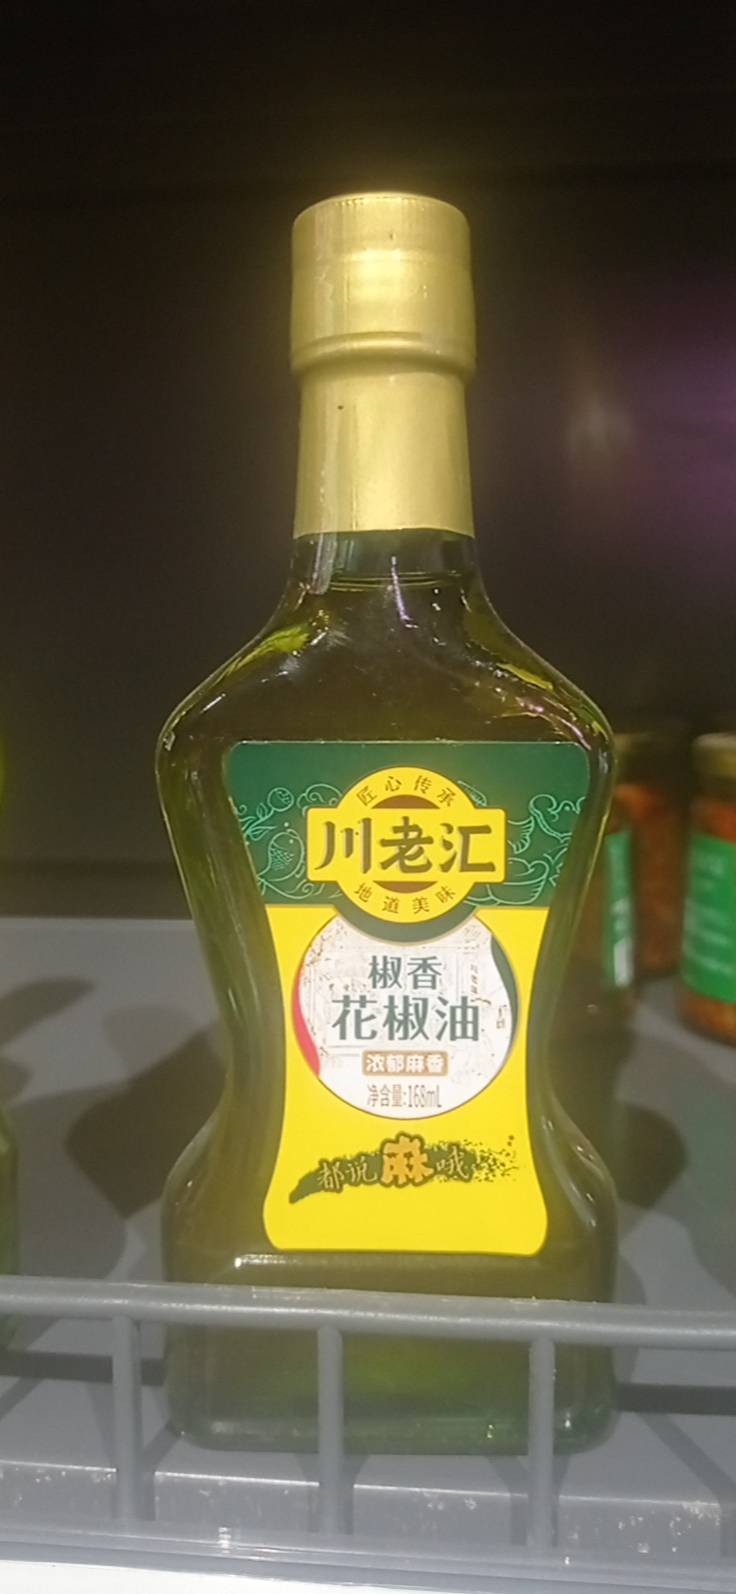 匠心传承
川老汇
地道美味
椒香
花椒油
浓郁麻香
净含量:168mL
都说麻哦